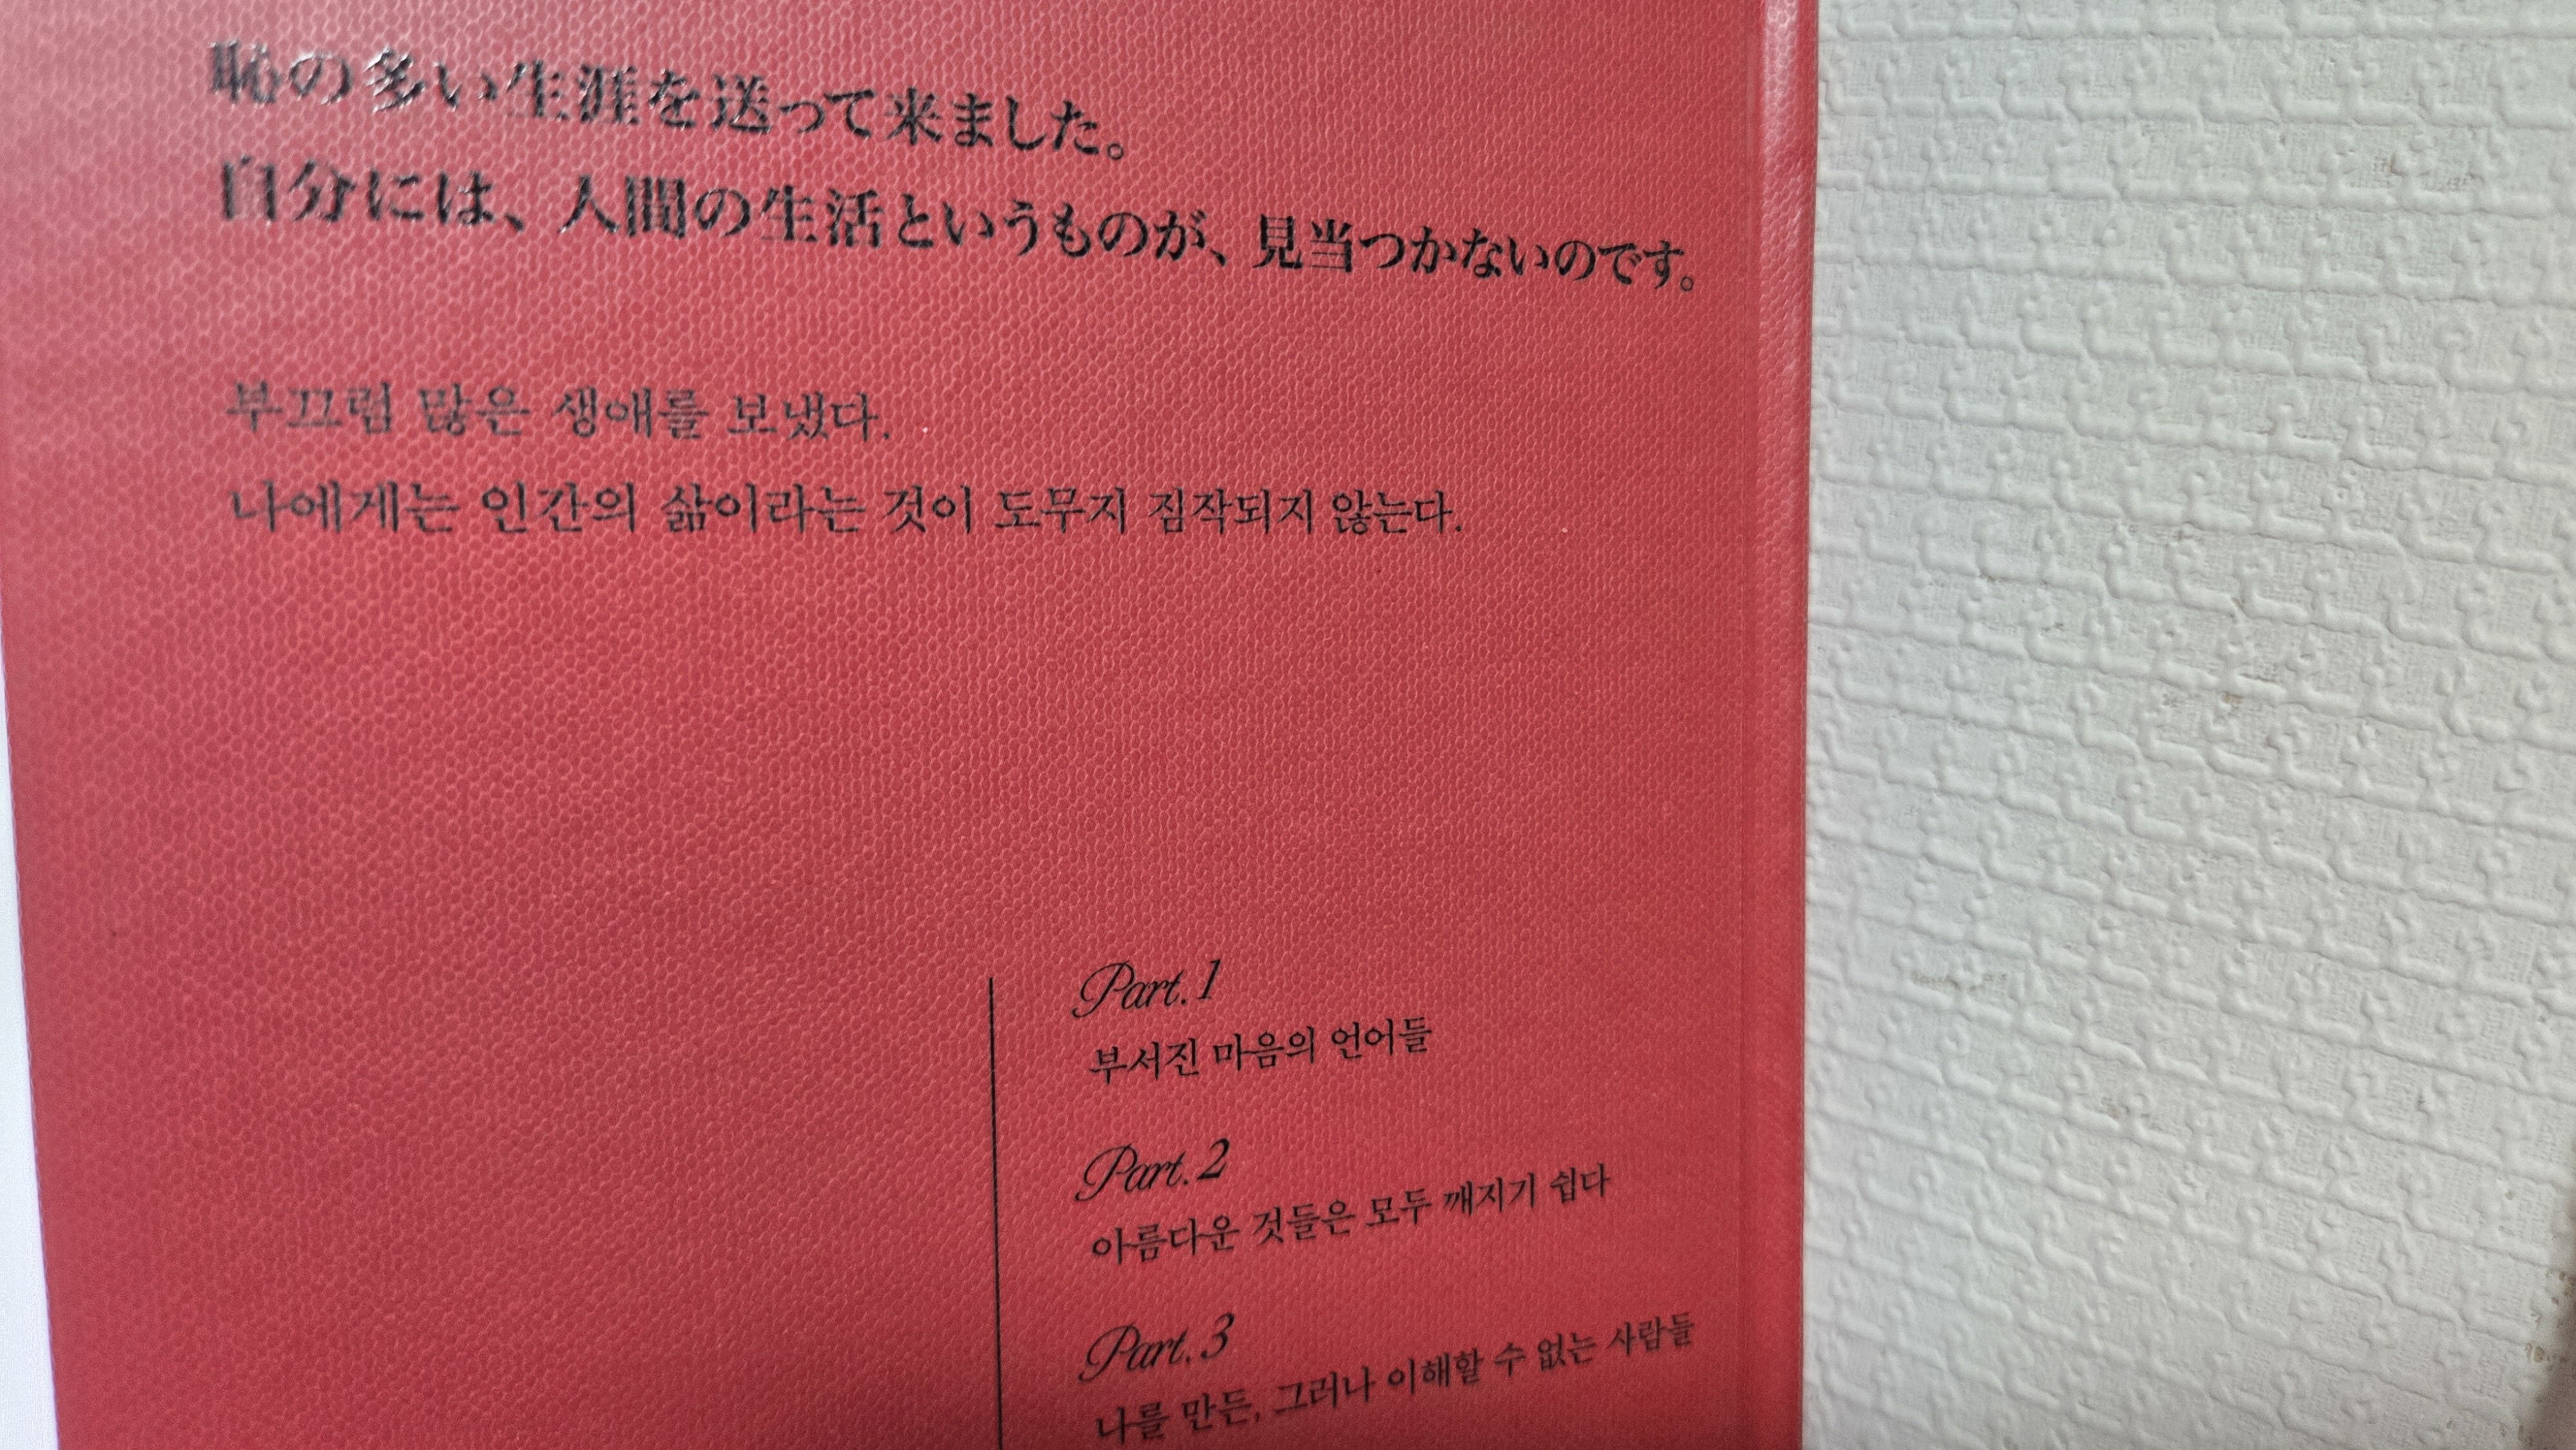 恥の多い生涯を送って来ました。
自分には、人間の生活というものが、見当つかないのです。
부끄럼 많은 생애를 보냈다.
나에게는 인간의 삶이라는 것이 도무지 짐작되지 않는다.
Part.1
부서진 마음의 언어들
Part.2
아름다운 것들은 모두 깨지기 쉽다
Part.3
나를 만든, 그러나 이해할 수 없는 사람들